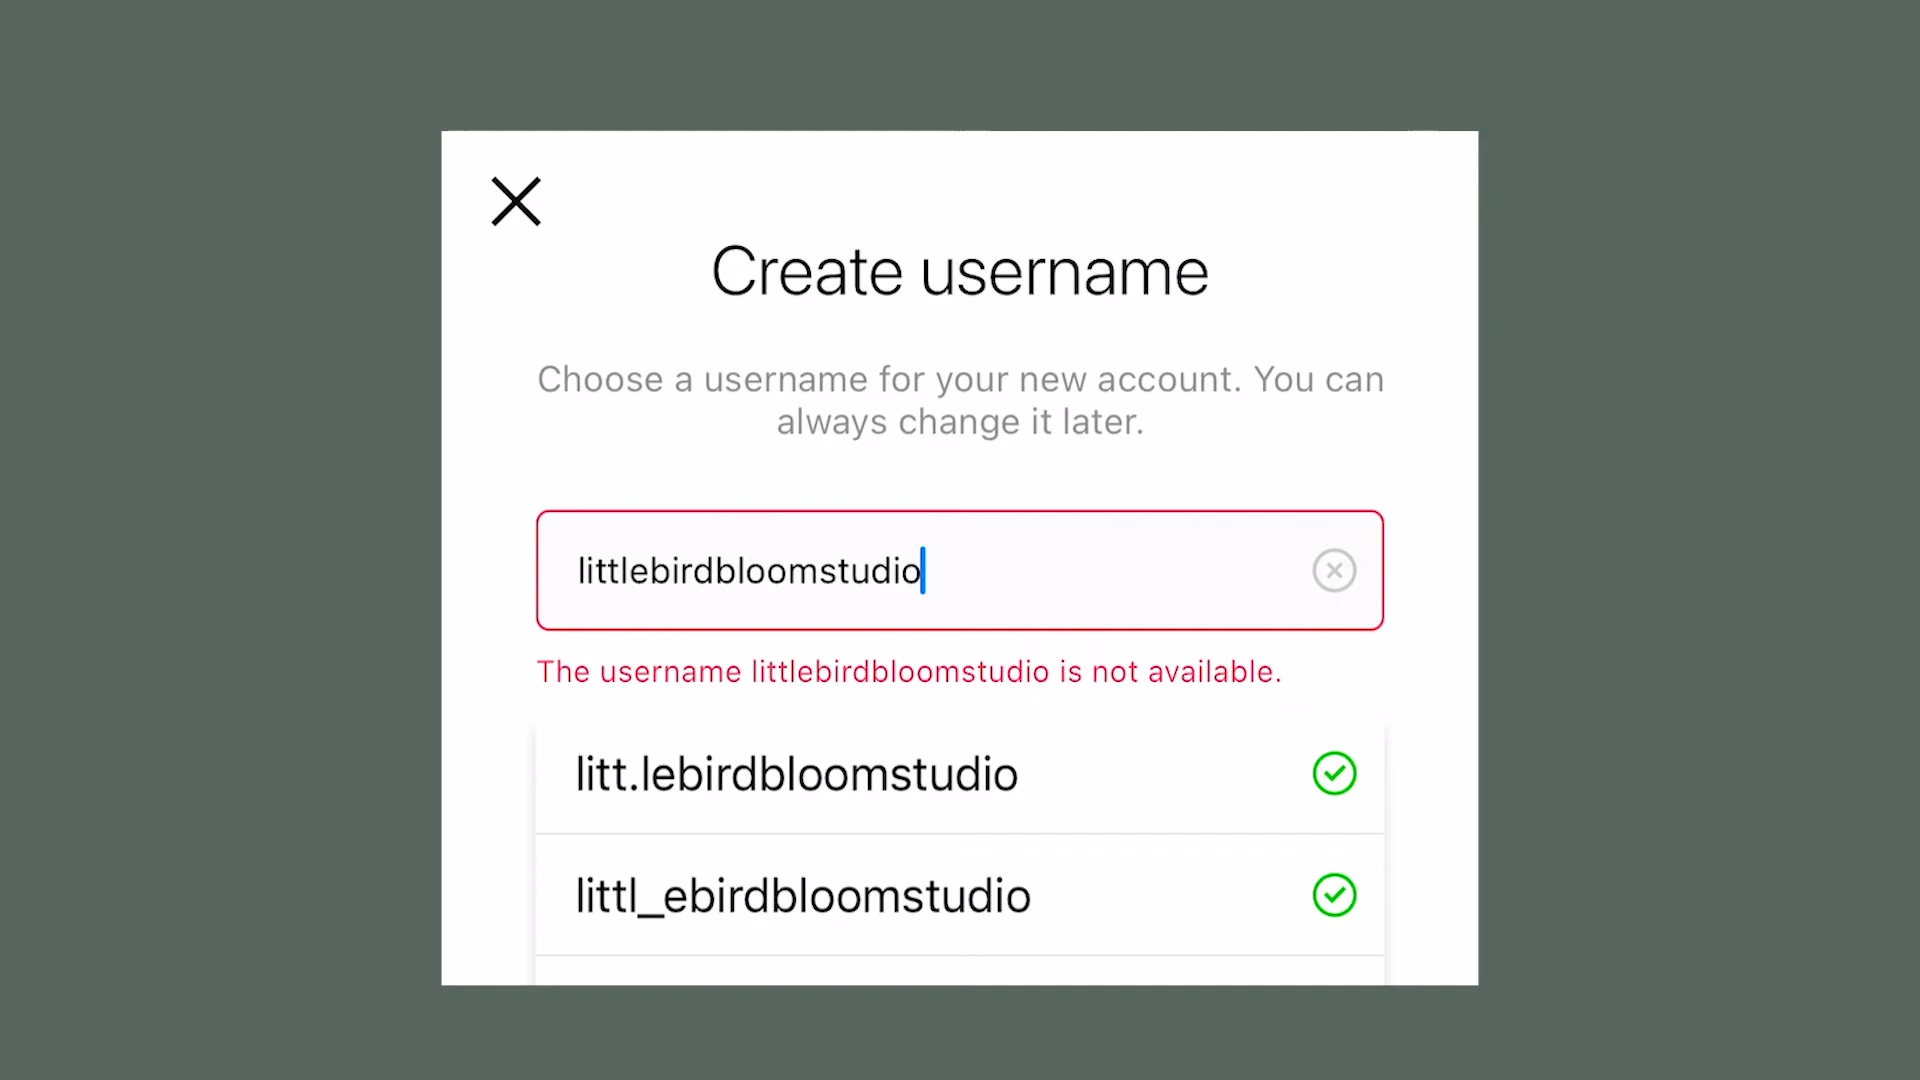 Create username
Choose a username for your new account. You can
always change it later.
littlebirdbloomstudio
The username littlebirdbloomstudio is not available.
litt.lebirdbloomstudio
littl_ebirdbloomstudio